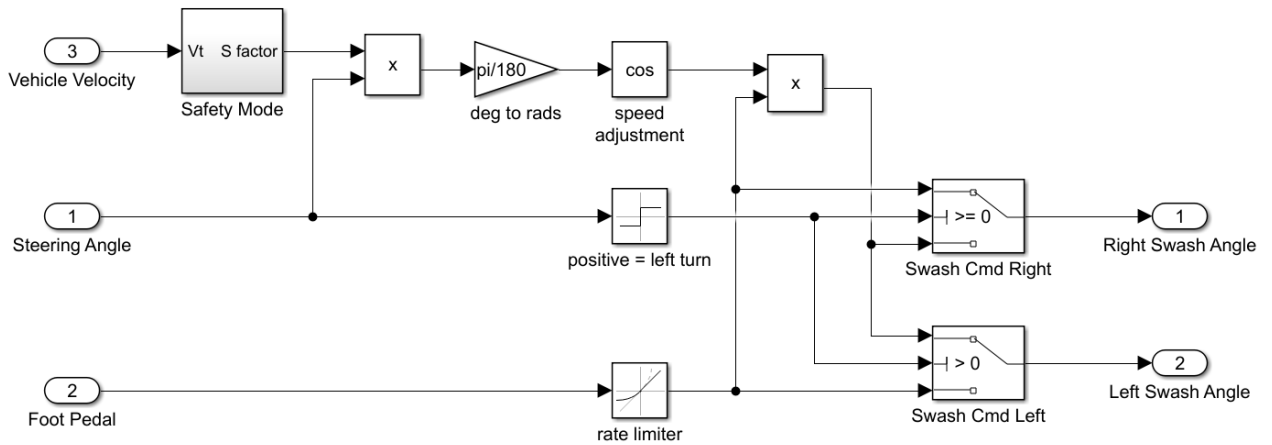 3
Vehicle Velocity
Vt S factor
Safety Mode
x
pi/180
deg to rads
cos
speed
adjustment
x
1
Steering Angle
positive = left turn
>= 0
Swash Cmd Right
1
Right Swash Angle
2
Foot Pedal
rate limiter
> 0
Swash Cmd Left
2
Left Swash Angle